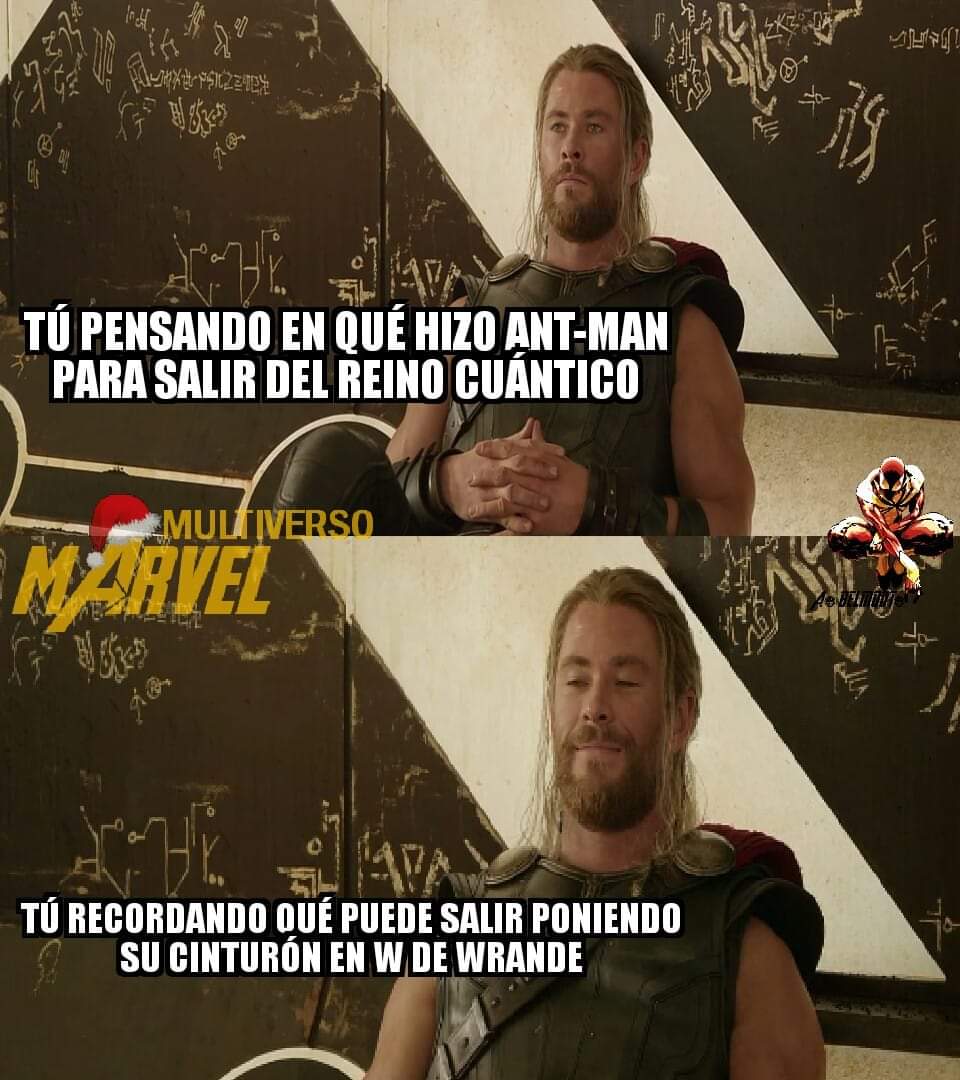 TÚ PENSANDO EN QUÉ HIZO ANT-MAN
PARA SALIR DEL REINO CUÁNTICO
MULTIVERSO
MARVEL
TÚ RECORDANDO QUÉ PUEDE SALIR PONIENDO
SU CINTURÓN EN W DE WRANDE